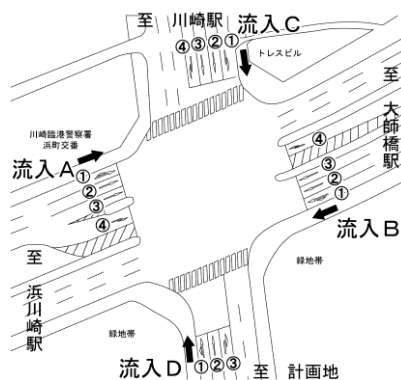 至 川崎駅
流入C
④③②①
トレスビル
至
大師橋駅
川崎臨港警察署
浜町交番
流入A
①
②
③
④
④
③
②
①
流入B
至
浜川崎駅
緑地帯
緑地帯
流入D
①②③
至 計画地